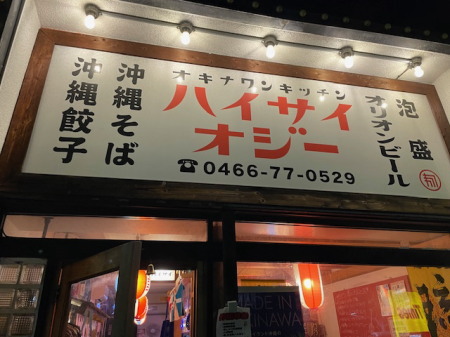 オキナワンキッチン
ハイサイ
オジー
☎0466-77-0529
沖縄そば
沖縄餃子
泡盛
オリオンビール
MADE IN